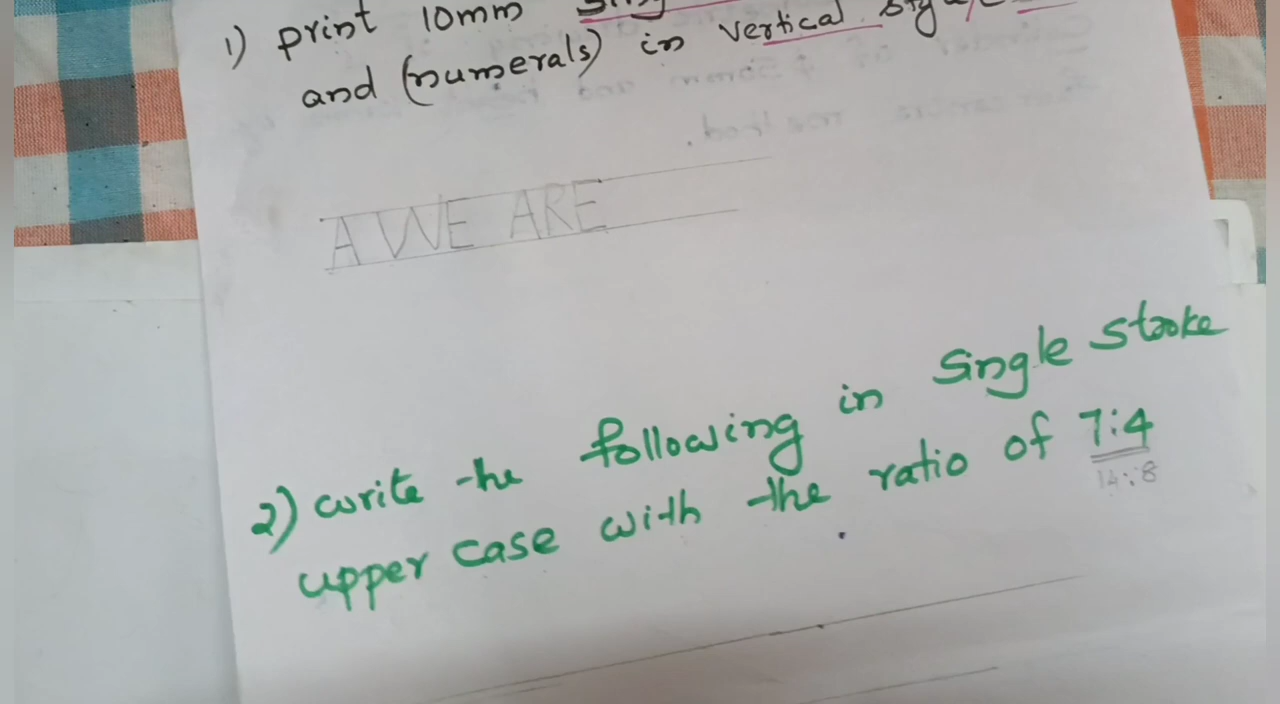 1) print 10mm
and (numerals) in vertical
A WE ARE
2) write the following in Single stroke
upper case with the ratio of 7:4
14::8